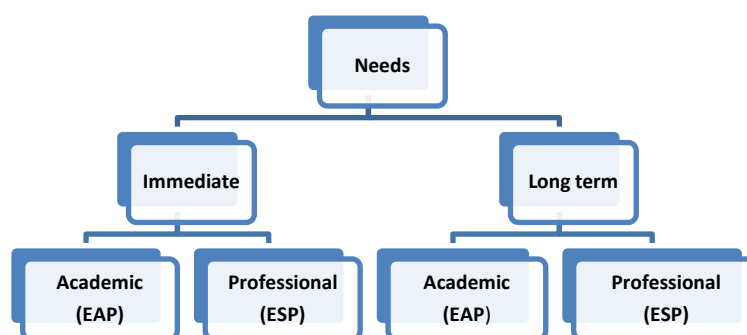 Needs
Immediate
Long term
Academic
(EAP)
Professional
(ESP)
Academic
(EAP)
Professional
(ESP)